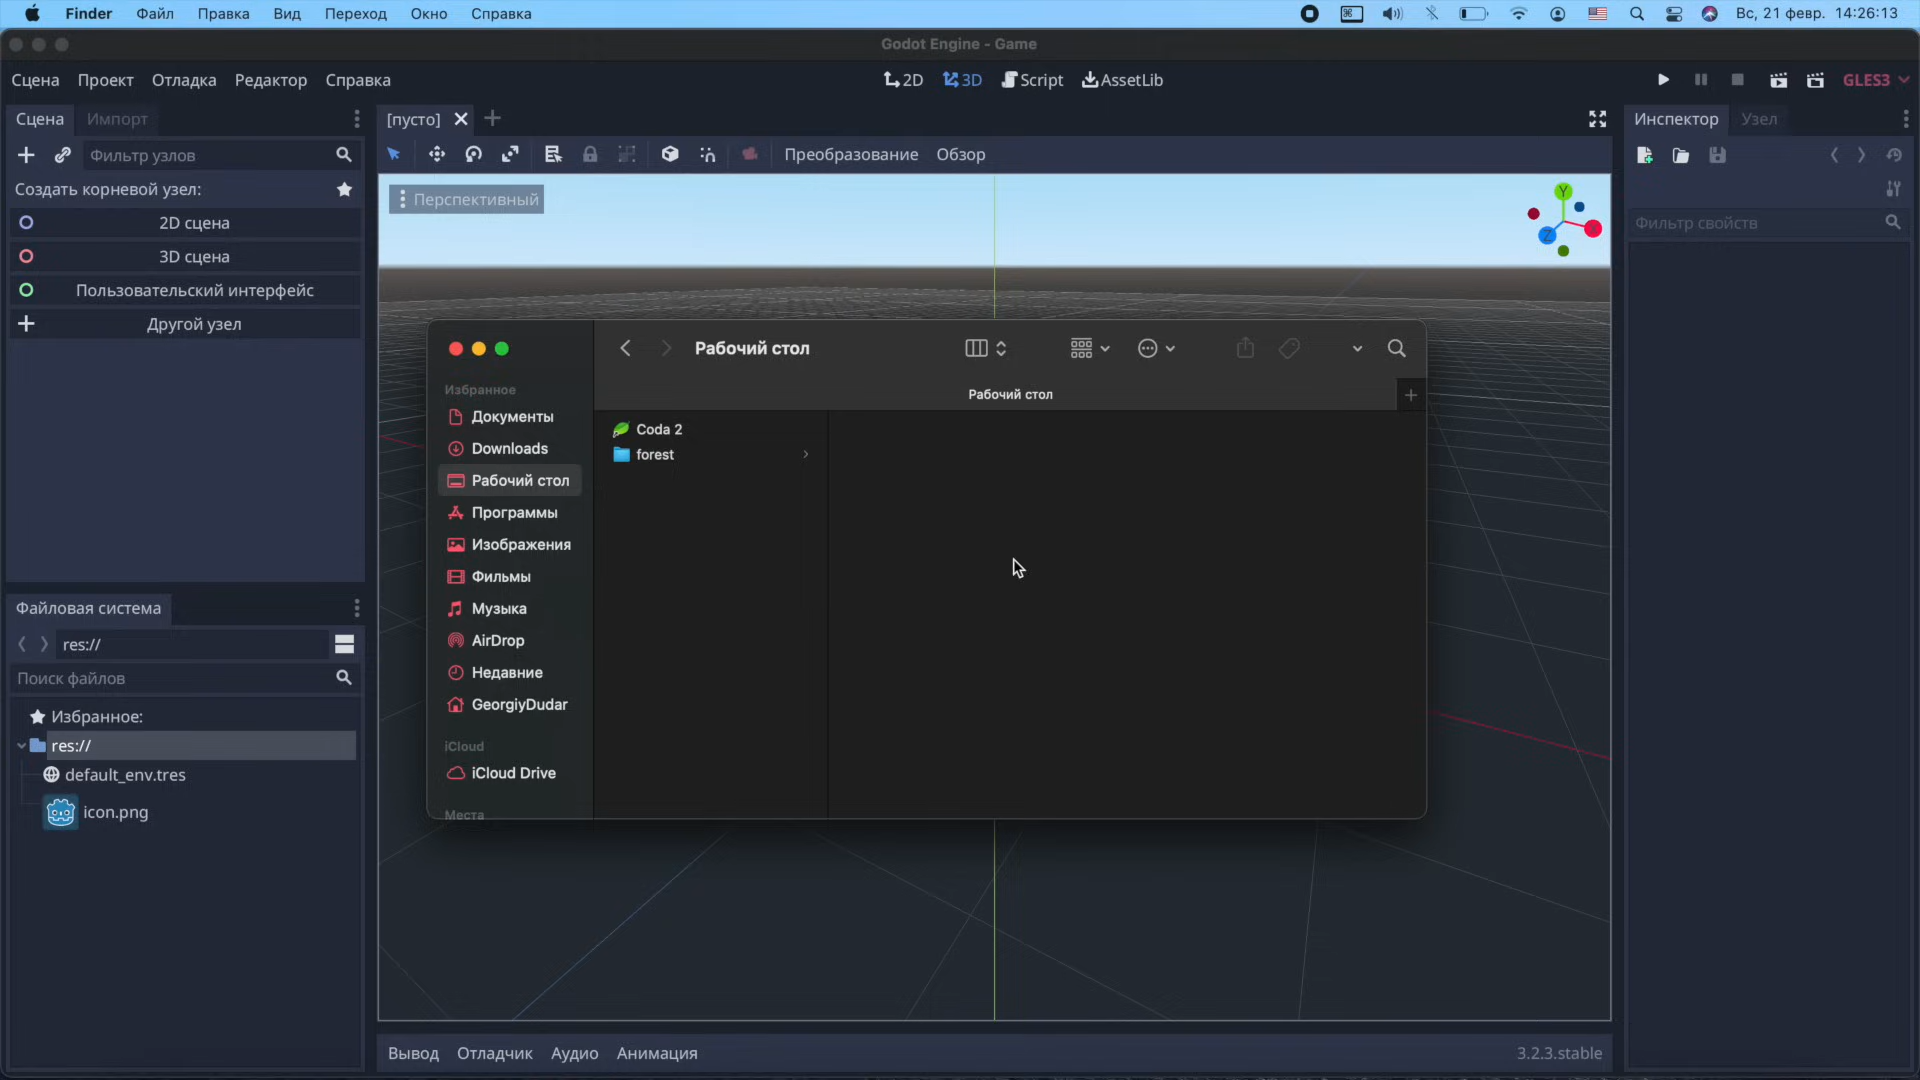 Finder Файл Правка Вид Переход Окно Справка Вс, 21 февр. 14:26:13
Godot Engine - Game
Сцена Проект Отладка Редактор Справка 2D 3D Script AssetLib GLES3
Сцена Импорт [пусто] Инспектор Узел
Фильтр узлов Преобразование Обзор
Создать корневой узел:
2D сцена
3D сцена
Пользовательский интерфейс
Другой узел
Перспективный
Y
Z
Фильтр свойств
Рабочий стол
Рабочий стол
Избранное
Документы
Downloads
Рабочий стол
Программы
Изображения
Фильмы
Музыка
AirDrop
Недавние
GeorgiyDudar
iCloud
iCloud Drive
Места
Coda 2
forest
Файловая система
res://
Поиск файлов
Избранное:
res://
default_env.tres
icon.png
Вывод Отладчик Аудио Анимация 3.2.3.stable